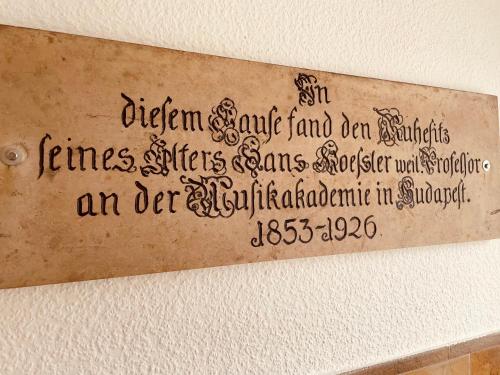 In
diesem Hause fand den Ruhesitz
seines Alters Hans Koessler weil. Professor
an der Musikakademie in Budapest.
1853-1926